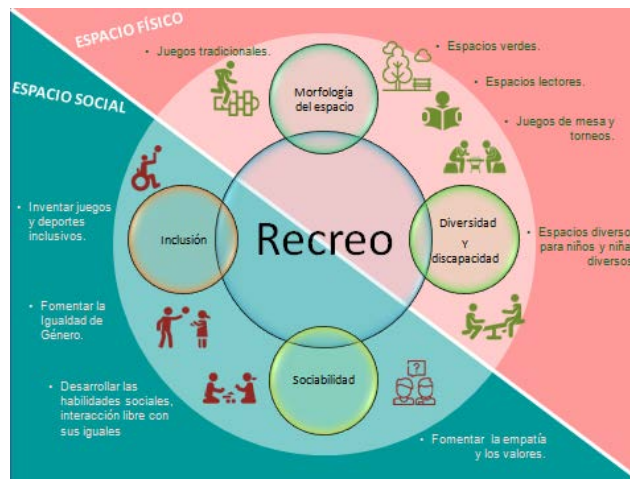 ESPACIO FÍSICO
ESPACIO SOCIAL
• Juegos tradicionales.
Morfología
del espacio
• Espacios verdes.
• Espacios lectores.
• Juegos de mesa y
torneos.
• Inventar juegos
y deportes
inclusivos.
Inclusión
Recreo
Diversidad
Y
discapacidad
• Espacios diverso
para niños y niña
diversos
• Fomentar la
Igualdad de
Género.
• Desarrollar las
habilidades sociales,
interacción libre con
sus iguales
Sociabilidad
?
• Fomentar la empatía
y los valores.